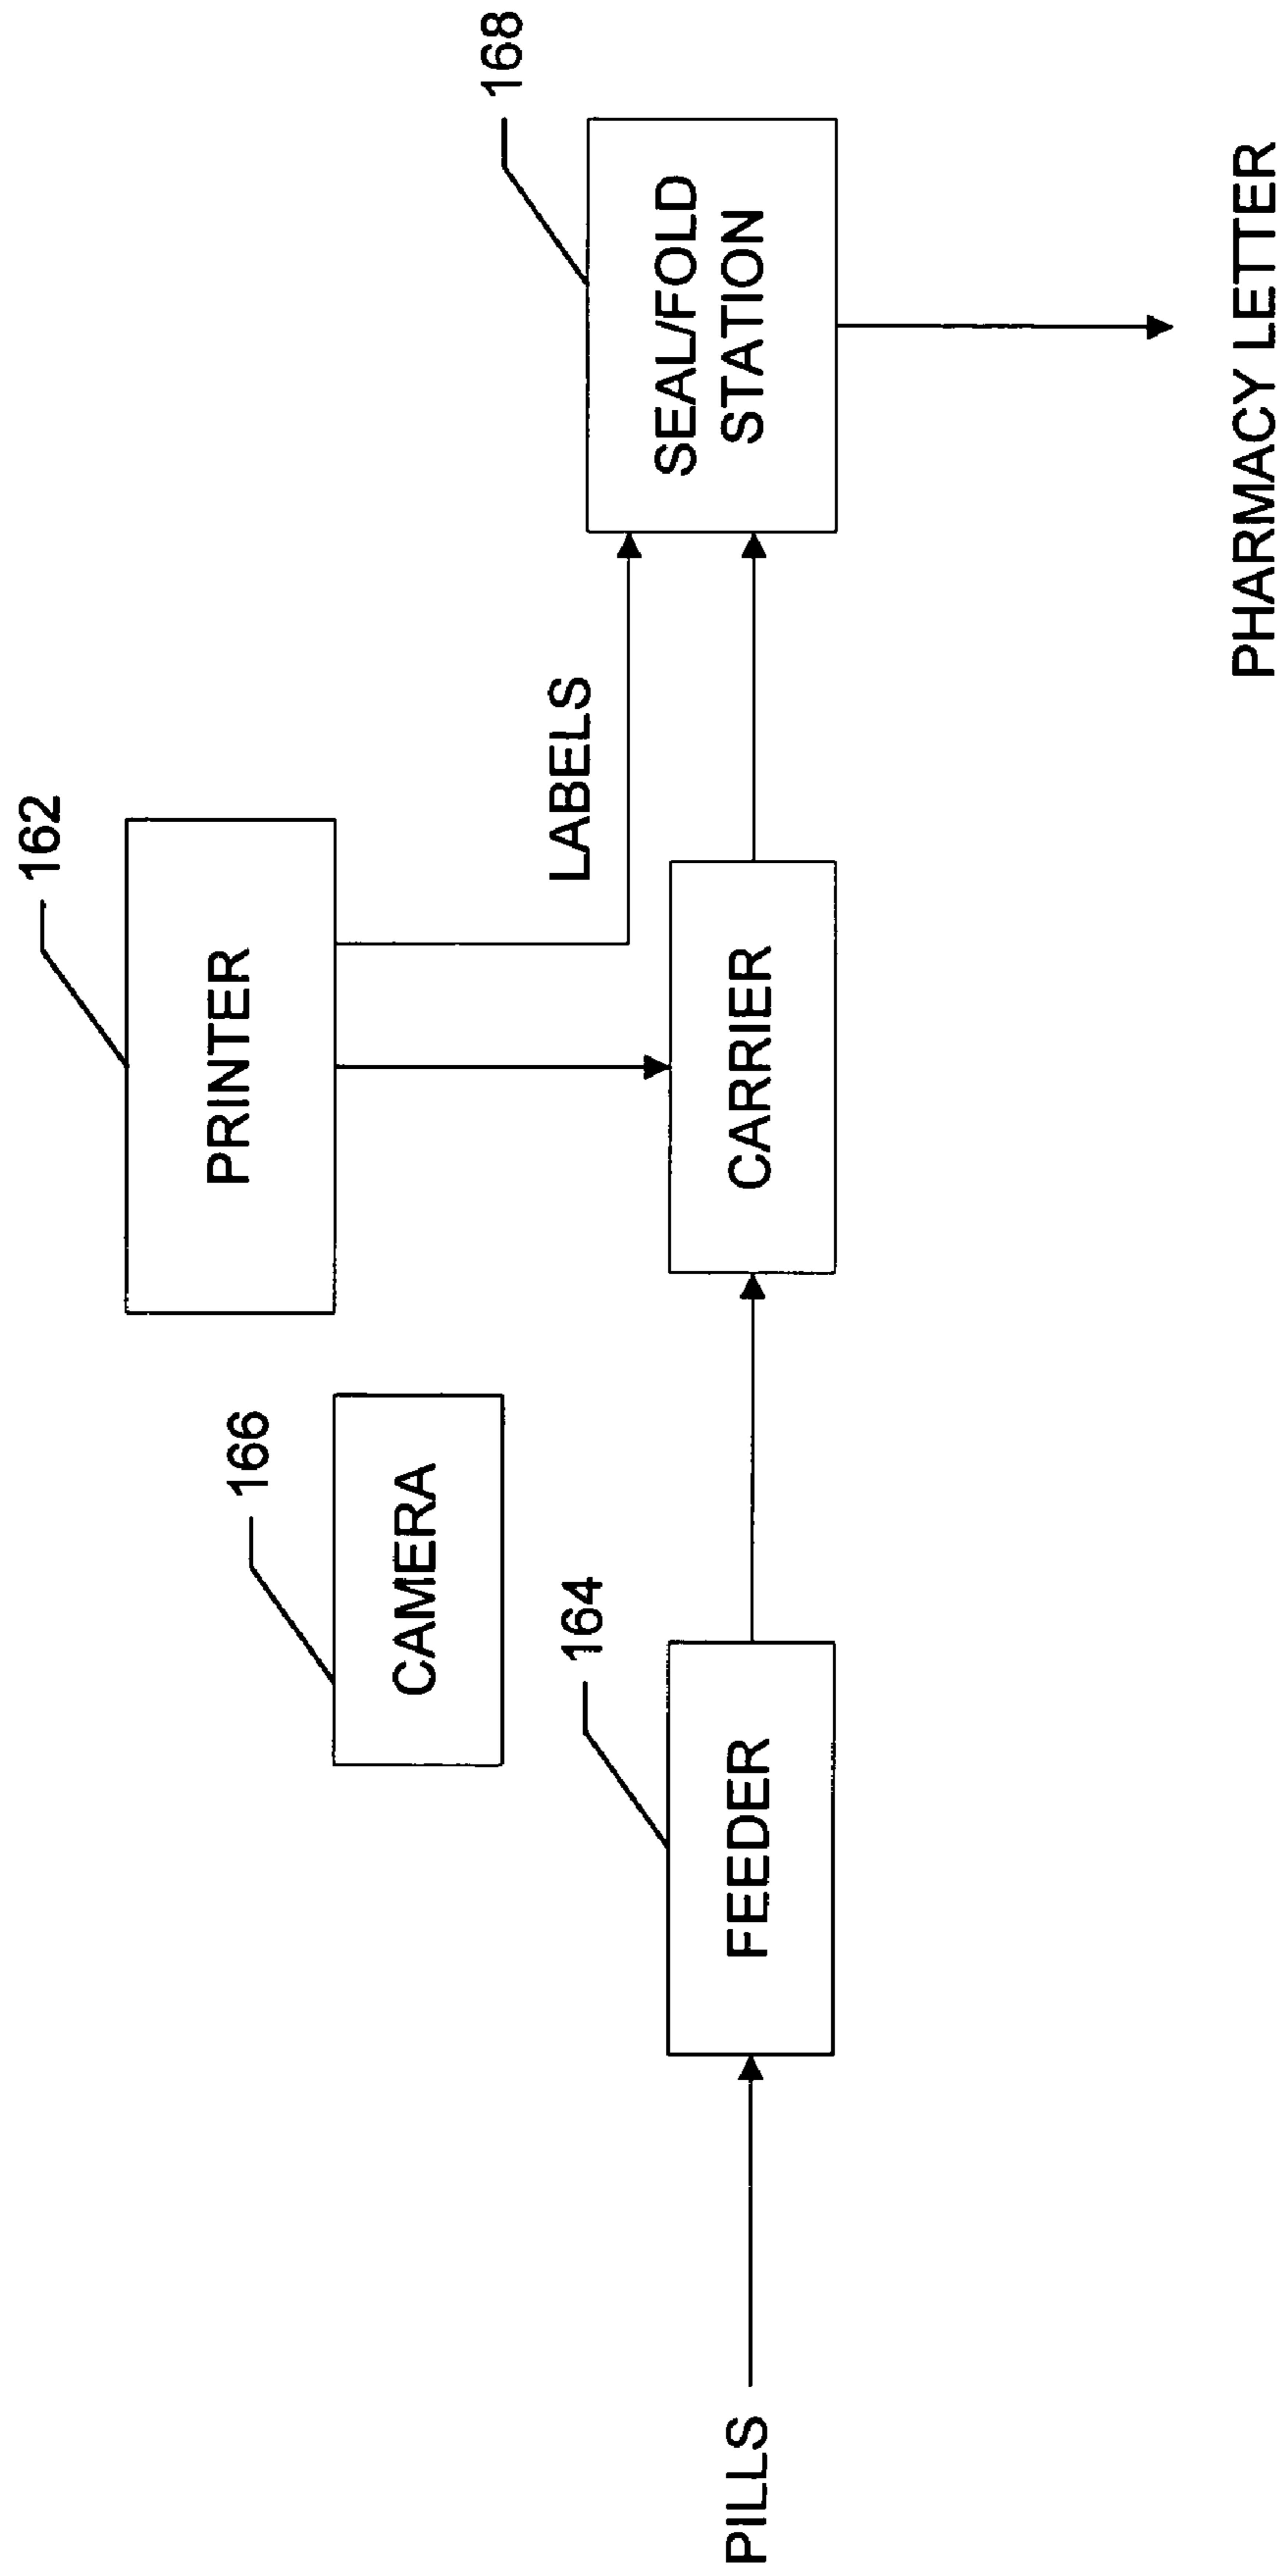 162
PRINTER
166
CAMERA
168
LABELS
164
SEAL/FOLD
STATION
PILLS
FEEDER
CARRIER
PHARMACY LETTER